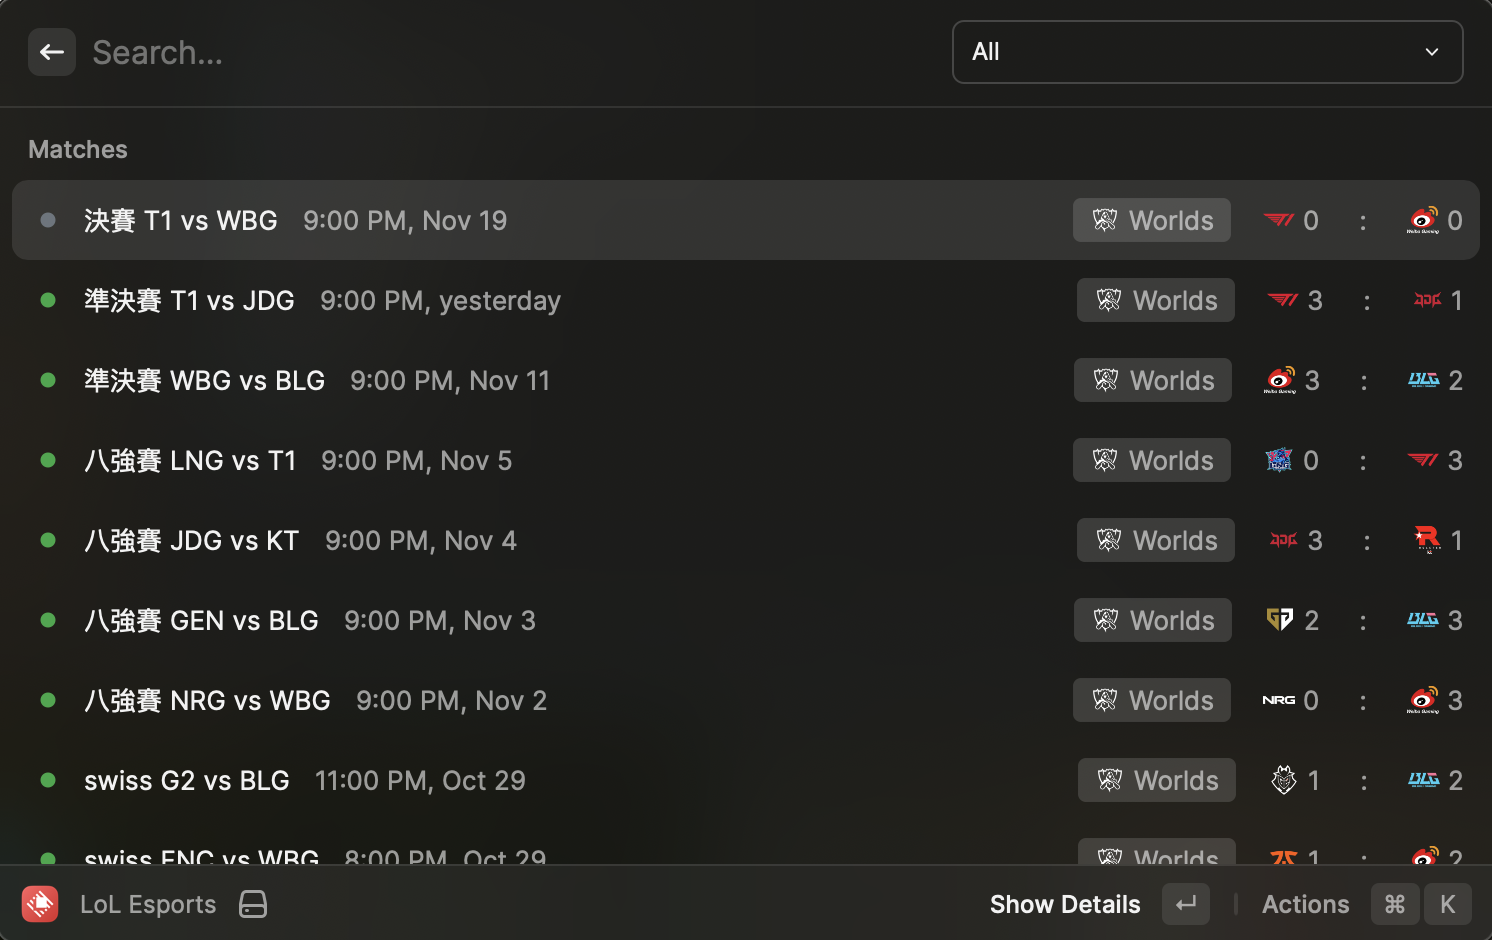 Search...
All
Matches
決賽 T1 vs WBG 9:00 PM, Nov 19 Worlds 0 : 0
準決賽 T1 vs JDG 9:00 PM, yesterday Worlds 3 : 1
準決賽 WBG vs BLG 9:00 PM, Nov 11 Worlds 3 : BLG 2
八強賽 LNG vs T1 9:00 PM, Nov 5 Worlds 0 : 3
八強賽 JDG vs KT 9:00 PM, Nov 4 Worlds 3 : 1
八強賽 GEN vs BLG 9:00 PM, Nov 3 Worlds 2 : BLG 3
八強賽 NRG vs WBG 9:00 PM, Nov 2 Worlds NRG 0 : 3
swiss G2 vs BLG 11:00 PM, Oct 29 Worlds 1 : BLG 2
swiss FNC vs WBG 8:00 PM, Oct 29 Worlds 1 : 2
LoL Esports
Show Details Actions ⌘ K